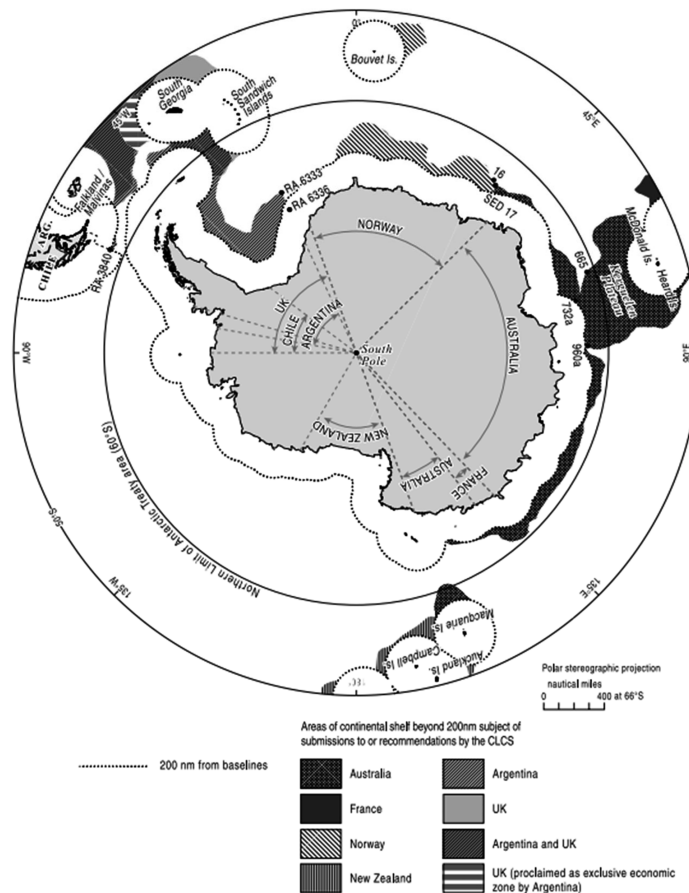 0°
Bouvet Is.
South
Georgia
South
Sandwich
Islands
45°W
45°E
Falkland /
Malvinas
ARG.
CHILE
RA-3840
RA-6333
RA 6336
16
SED 17
NORWAY
McDonald Is.
Heard Is.
665
Kerguelen
Plateau
UK
CHILE
ARGENTINA
AUSTRALIA
732a
90°W
South
Pole
960a
90°E
NEW ZEALAND
AUSTRALIA
FRANCE
50°S
Northern Limit of Antarctic Treaty area (60°S)
135°W
135°E
Macquarie Is.
Auckland Is.
Campbell Is.
180°
Polar stereographic projection
nautical miles
0 400 at 66°S
Areas of continental shelf beyond 200nm subject of
submissions to or recommendations by the CLCS
200 nm from baselines
Australia
Argentina
France
UK
Norway
Argentina and UK
New Zealand
UK (proclaimed as exclusive economic
zone by Argentina)